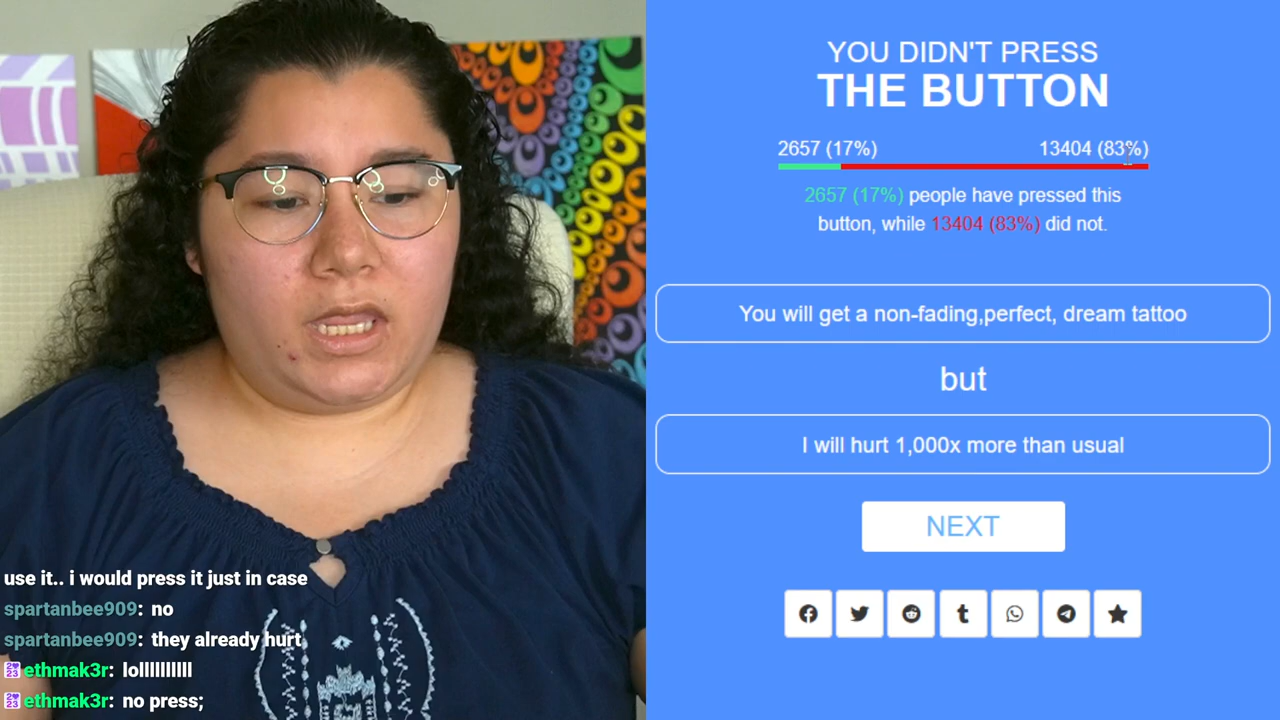 YOU DIDN'T PRESS
THE BUTTON
2657 (17%)
13404 (83%)
2657 (17%) people have pressed this
button, while 13404 (83%) did not.
You will get a non-fading,perfect, dream tattoo
but
I will hurt 1,000x more than usual
NEXT
use it.. i would press it just in case
spartanbee909: no
spartanbee909: they already hurt
ethmak3r: lolllllllllll
ethmak3r: no press;